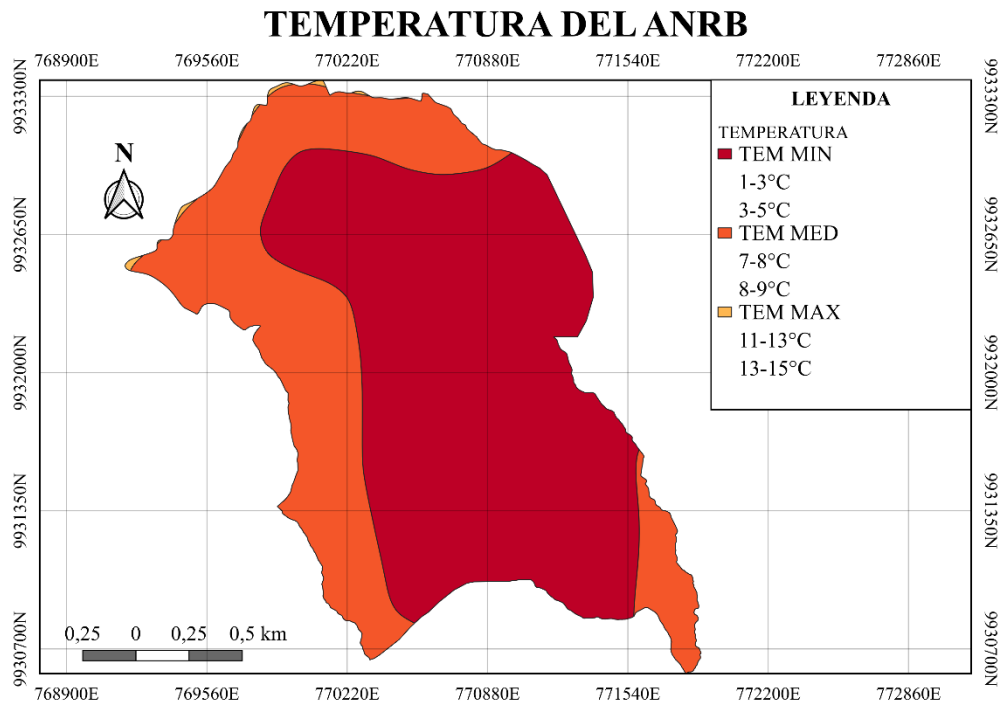 TEMPERATURA DEL ANRB
768900E 769560E 770220E 770880E 771540E 772200E 772860E
9933300N
9932650N
9932000N
9931350N
9930700N
N
LEYENDA
TEMPERATURA
TEM MIN
1-3°C
3-5°C
TEM MED
7-8°C
8-9°C
TEM MAX
11-13°C
13-15°C
9933300N
9932650N
9932000N
9931350N
9930700N
0,25 0 0,25 0,5 km
768900E 769560E 770220E 770880E 771540E 772200E 772860E